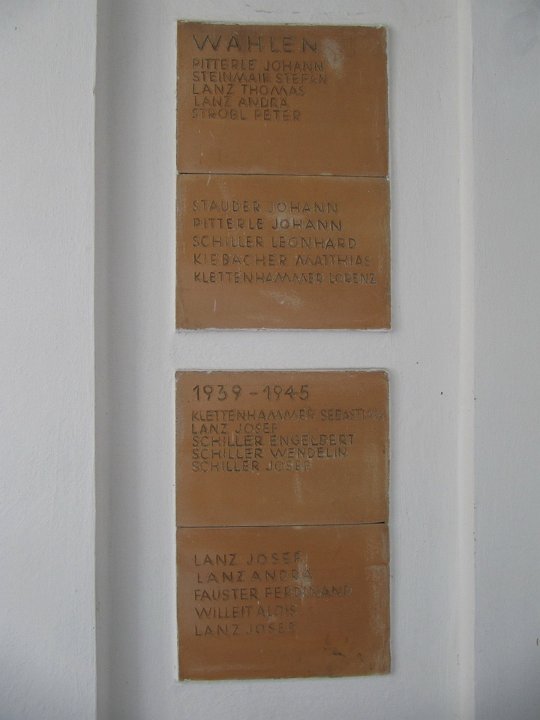 WAHLEN
PITTERLE JOHANN
STEINMAIR STEFAN
LANZ THOMAS
LANZ ANDRÄ
STROBL PETER
STAUDER JOHANN
PITTERLE JOHANN
SCHILLER LEONHARD
KIEBACHER MATTHIAS
KLETTENHAMMER LORENZ
1939 - 1945
KLETTENHAMMER SEBASTIAN
LANZ JOSEF
SCHILLER ENGELBERT
SCHILLER WENDELIN
SCHILLER JOSEF
LANZ JOSEF
LANZ ANDRÄ
FAUSTER FERDINAND
WILLEIT ALOIS
LANZ JOSEF